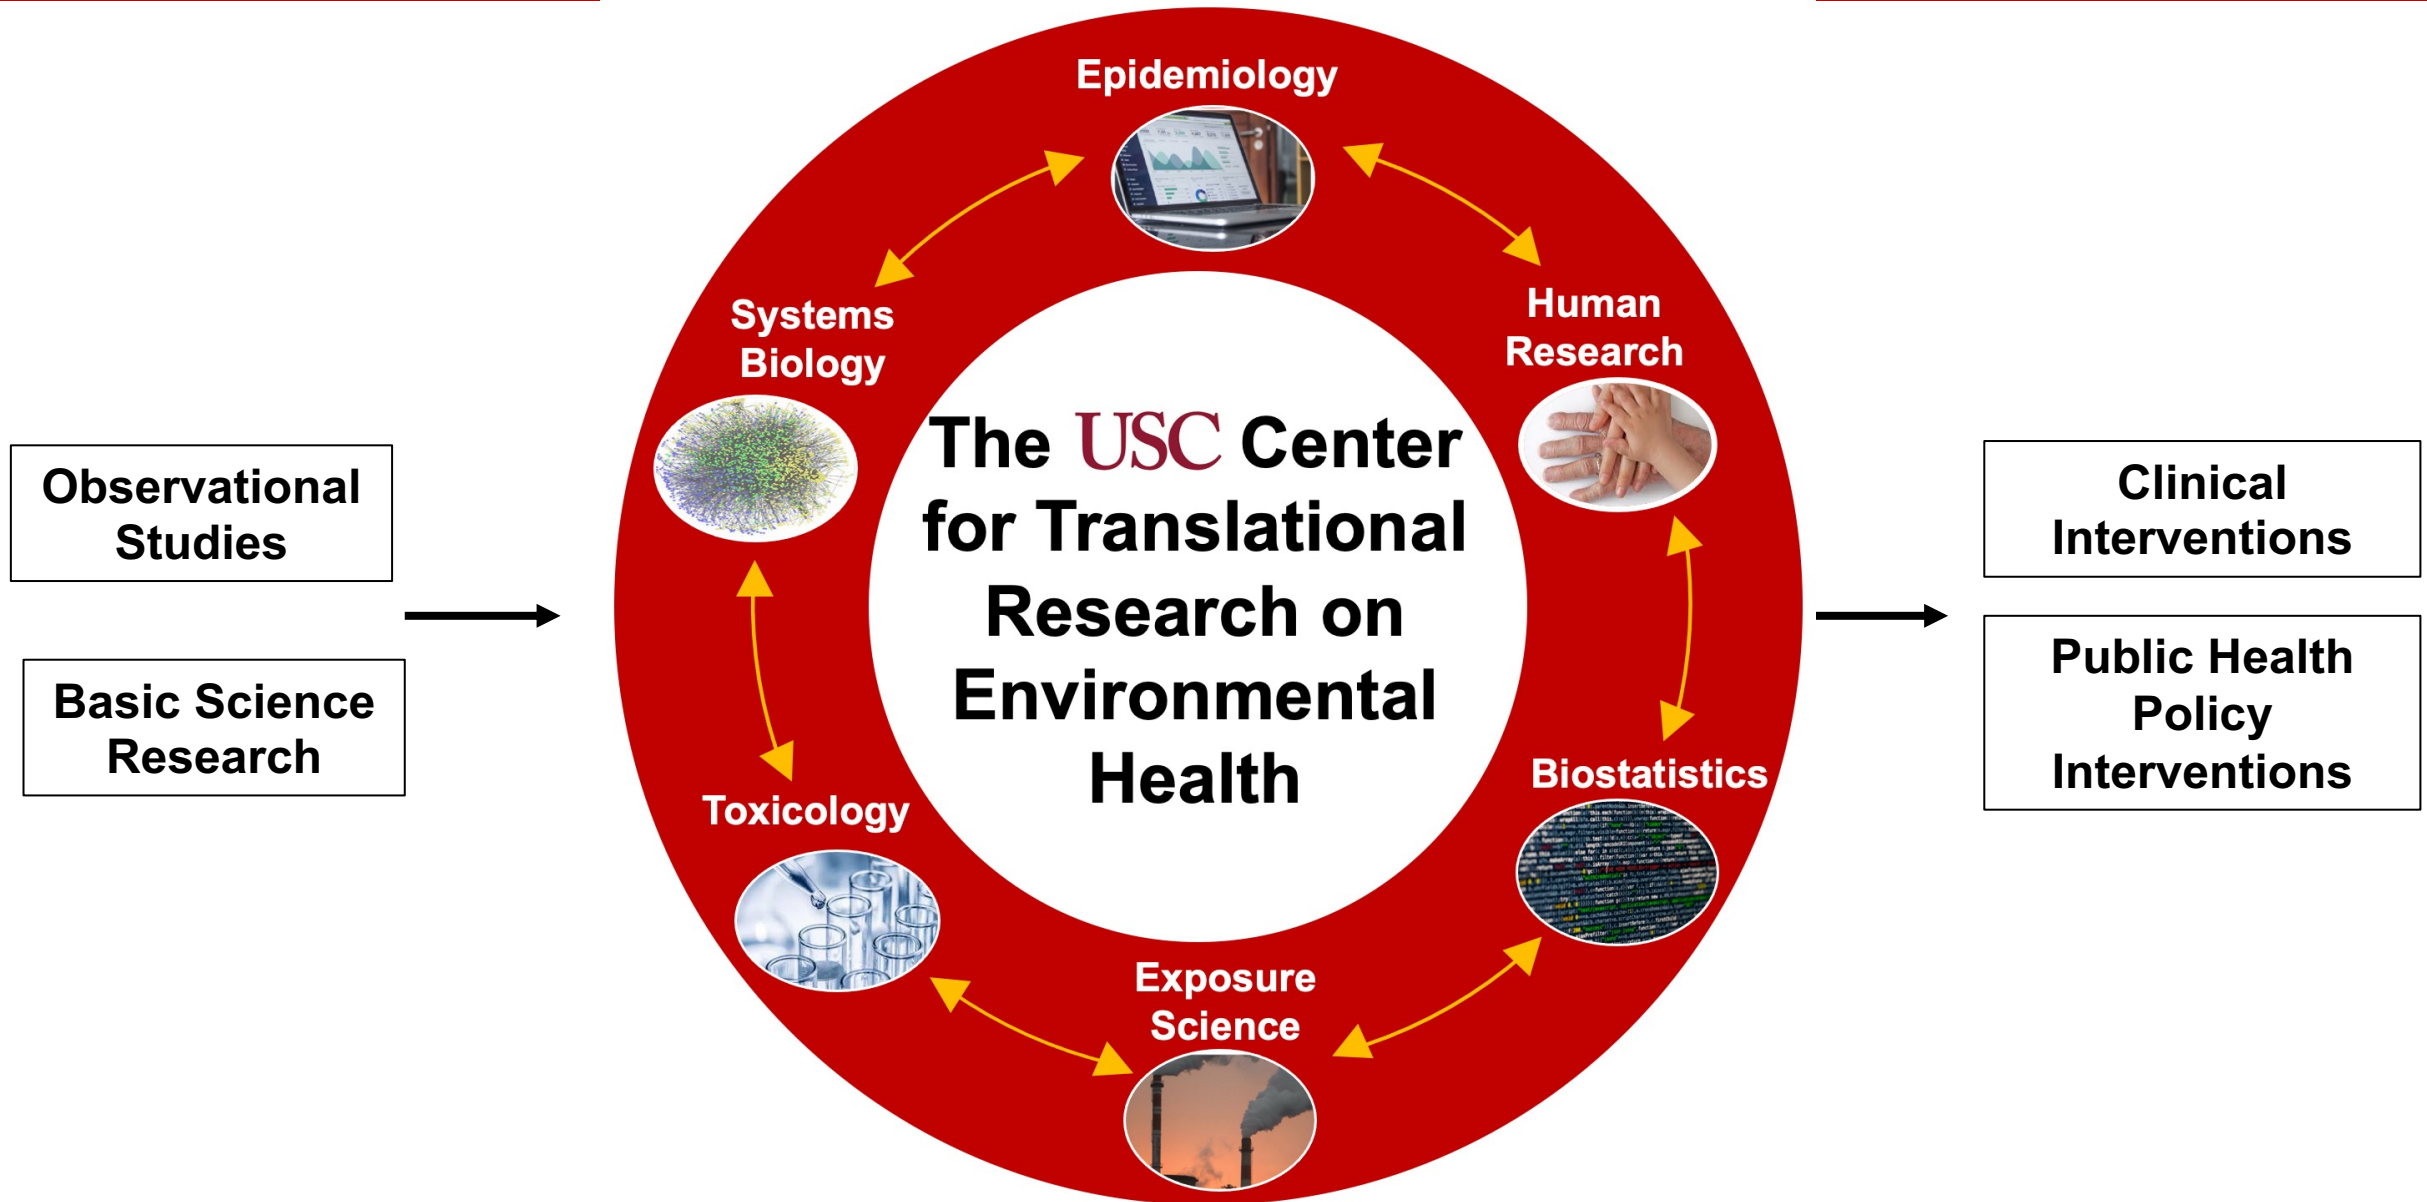 Epidemiology
Systems
Biology
Human
Research
The USC Center
for Translational
Research on
Environmental
Health
Observational
Studies
Basic Science
Research
Clinical
Interventions
Public Health
Policy
Interventions
Toxicology
Biostatistics
Exposure
Science